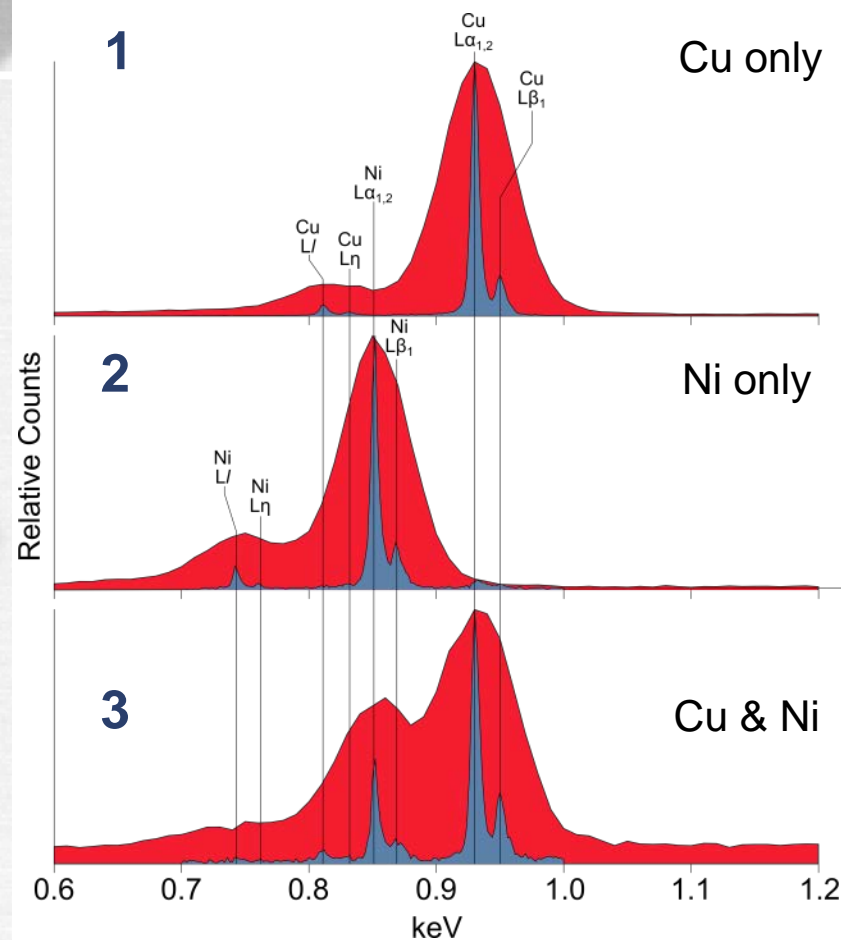 1
Cu only
Cu
Lα1,2
Cu
Lβ1
Ni
Lα1,2
Cu
Ll
Cu
Lη
2
Ni only
Ni
Lβ1
Ni
Ll
Ni
Lη
Relative Counts
3
Cu & Ni
0.6 0.7 0.8 0.9 1.0 1.1 1.2
keV